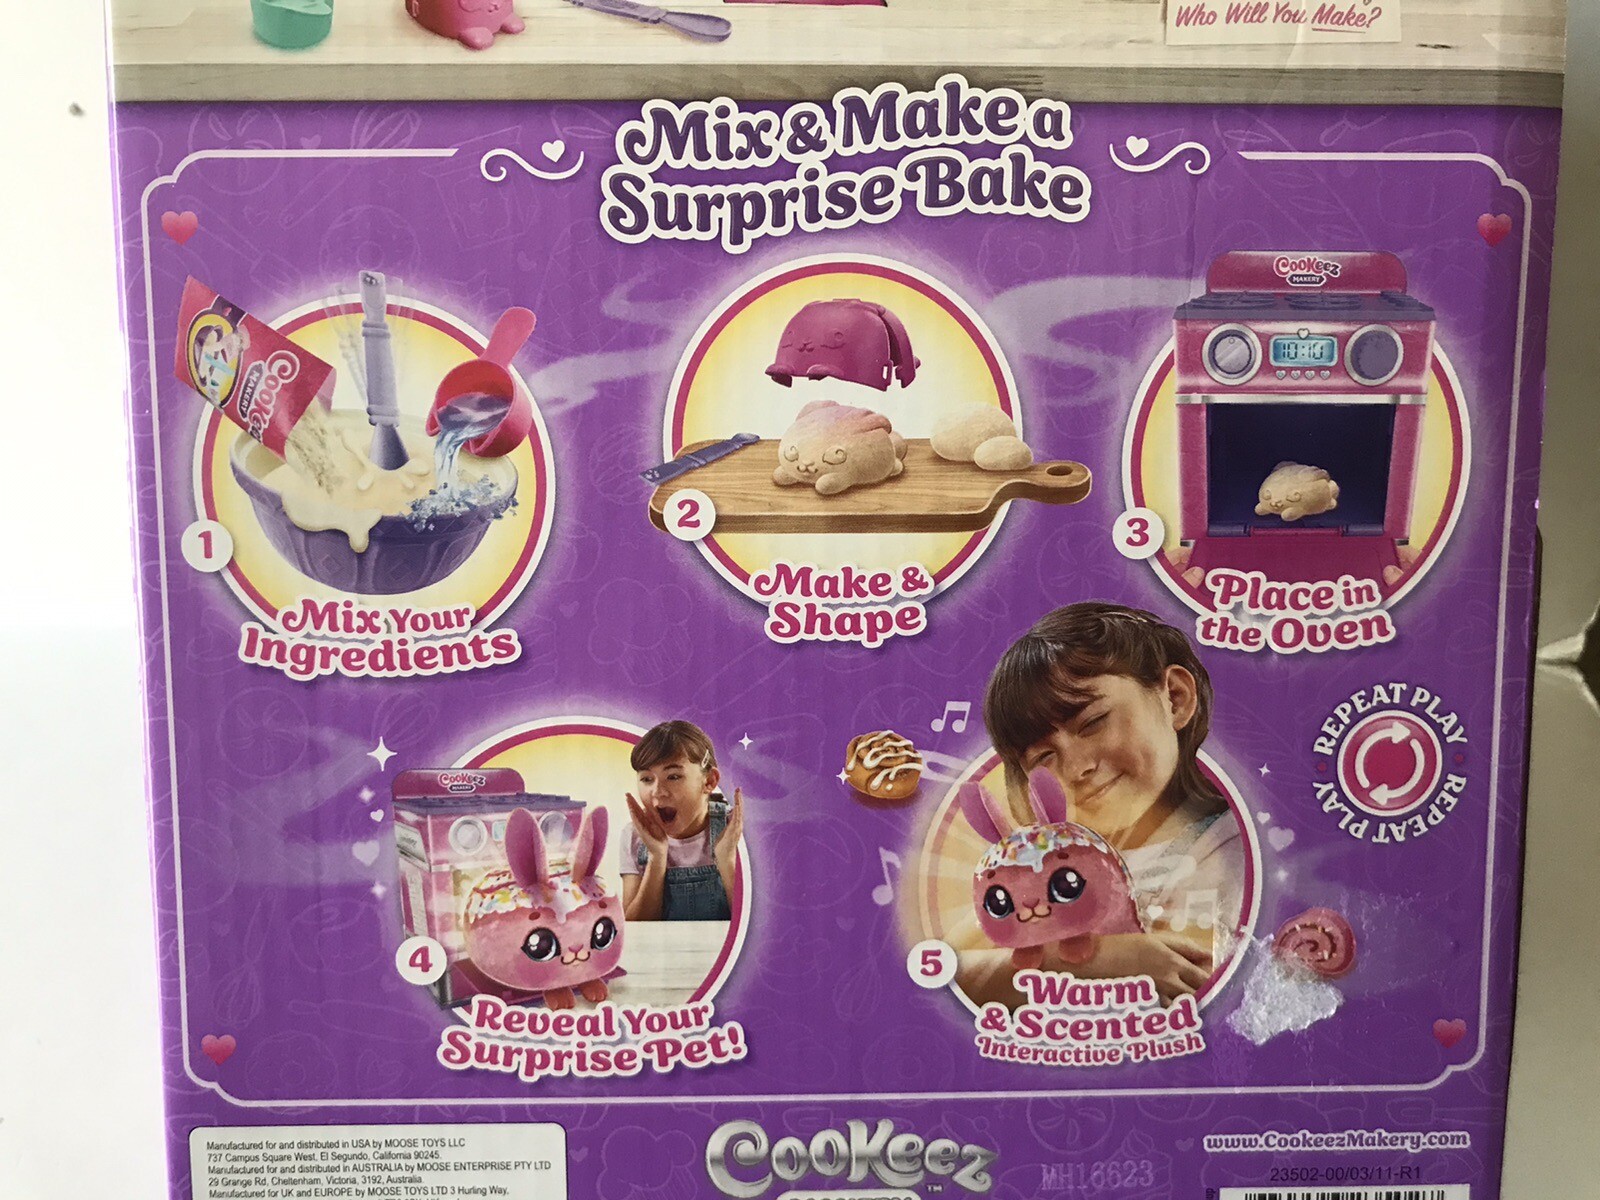 Who Will You Make?
Mix & Make a
Surprise Bake
CooKeez
MAKERY
10:10
CooKeez
MAKERY
1
Mix Your
Ingredients
2
Make &
Shape
3
Place in
the Oven
CooKeez
MAKERY
4
Reveal Your
Surprise Pet!
5
Warm
& Scented
Interactive Plush
REPEAT PLAY
REPEAT PLAY
Manufactured for and distributed in USA by MOOSE TOYS LLC
737 Campus Square West, El Segundo, California 90245.
Manufactured for and distributed in AUSTRALIA by MOOSE ENTERPRISE PTY LTD
29 Grange Rd, Cheltenham, Victoria, 3192, Australia.
Manufactured for UK and EUROPE by MOOSE TOYS LTD 3 Hurling Way,
CooKeez
TM
MH16623
www.CookeezMakery.com
23502-00/03/11-R1